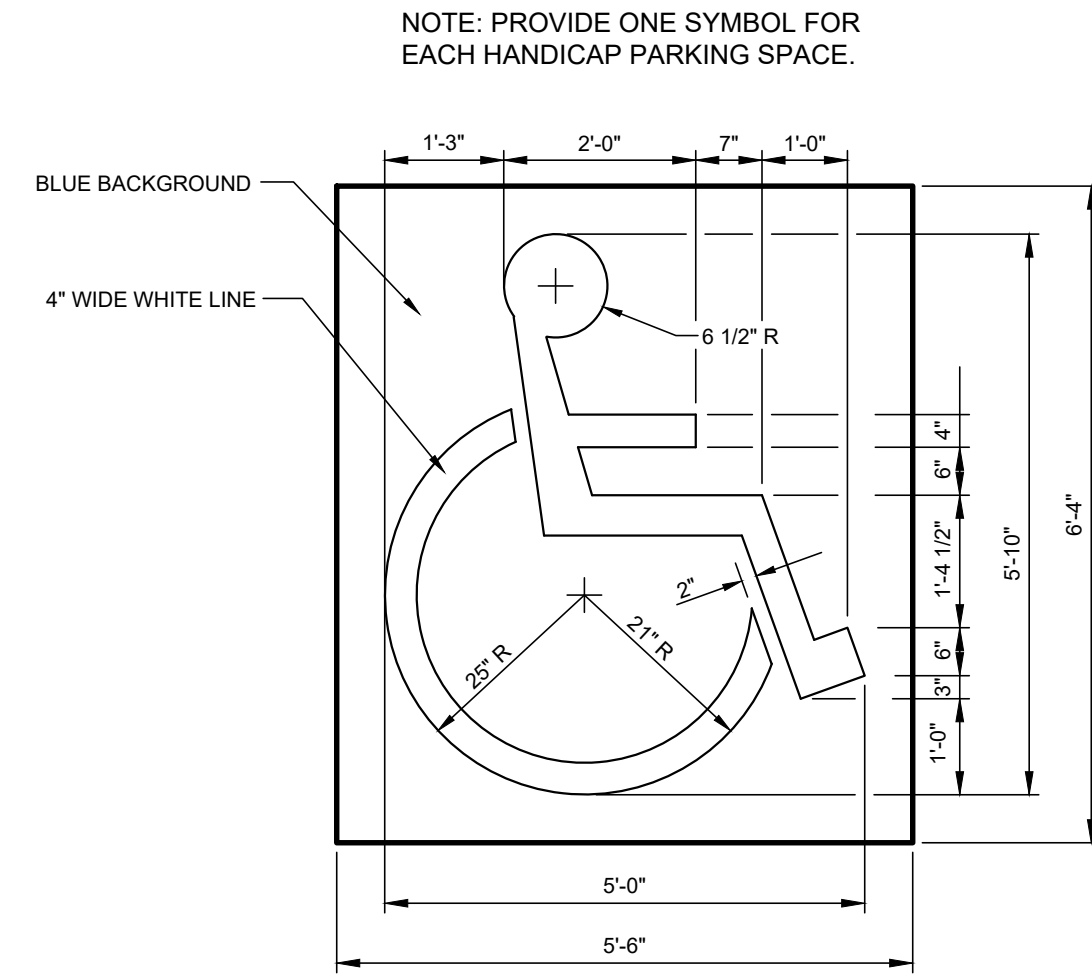 NOTE: PROVIDE ONE SYMBOL FOR
EACH HANDICAP PARKING SPACE.
1'-3"
2'-0"
7"
1'-0"
BLUE BACKGROUND
4" WIDE WHITE LINE
6 1/2" R
4"
6"
1'-4 1/2"
6"
3"
1'-0"
5'-10"
6'-4"
2"
25" R
21" R
5'-0"
5'-6"